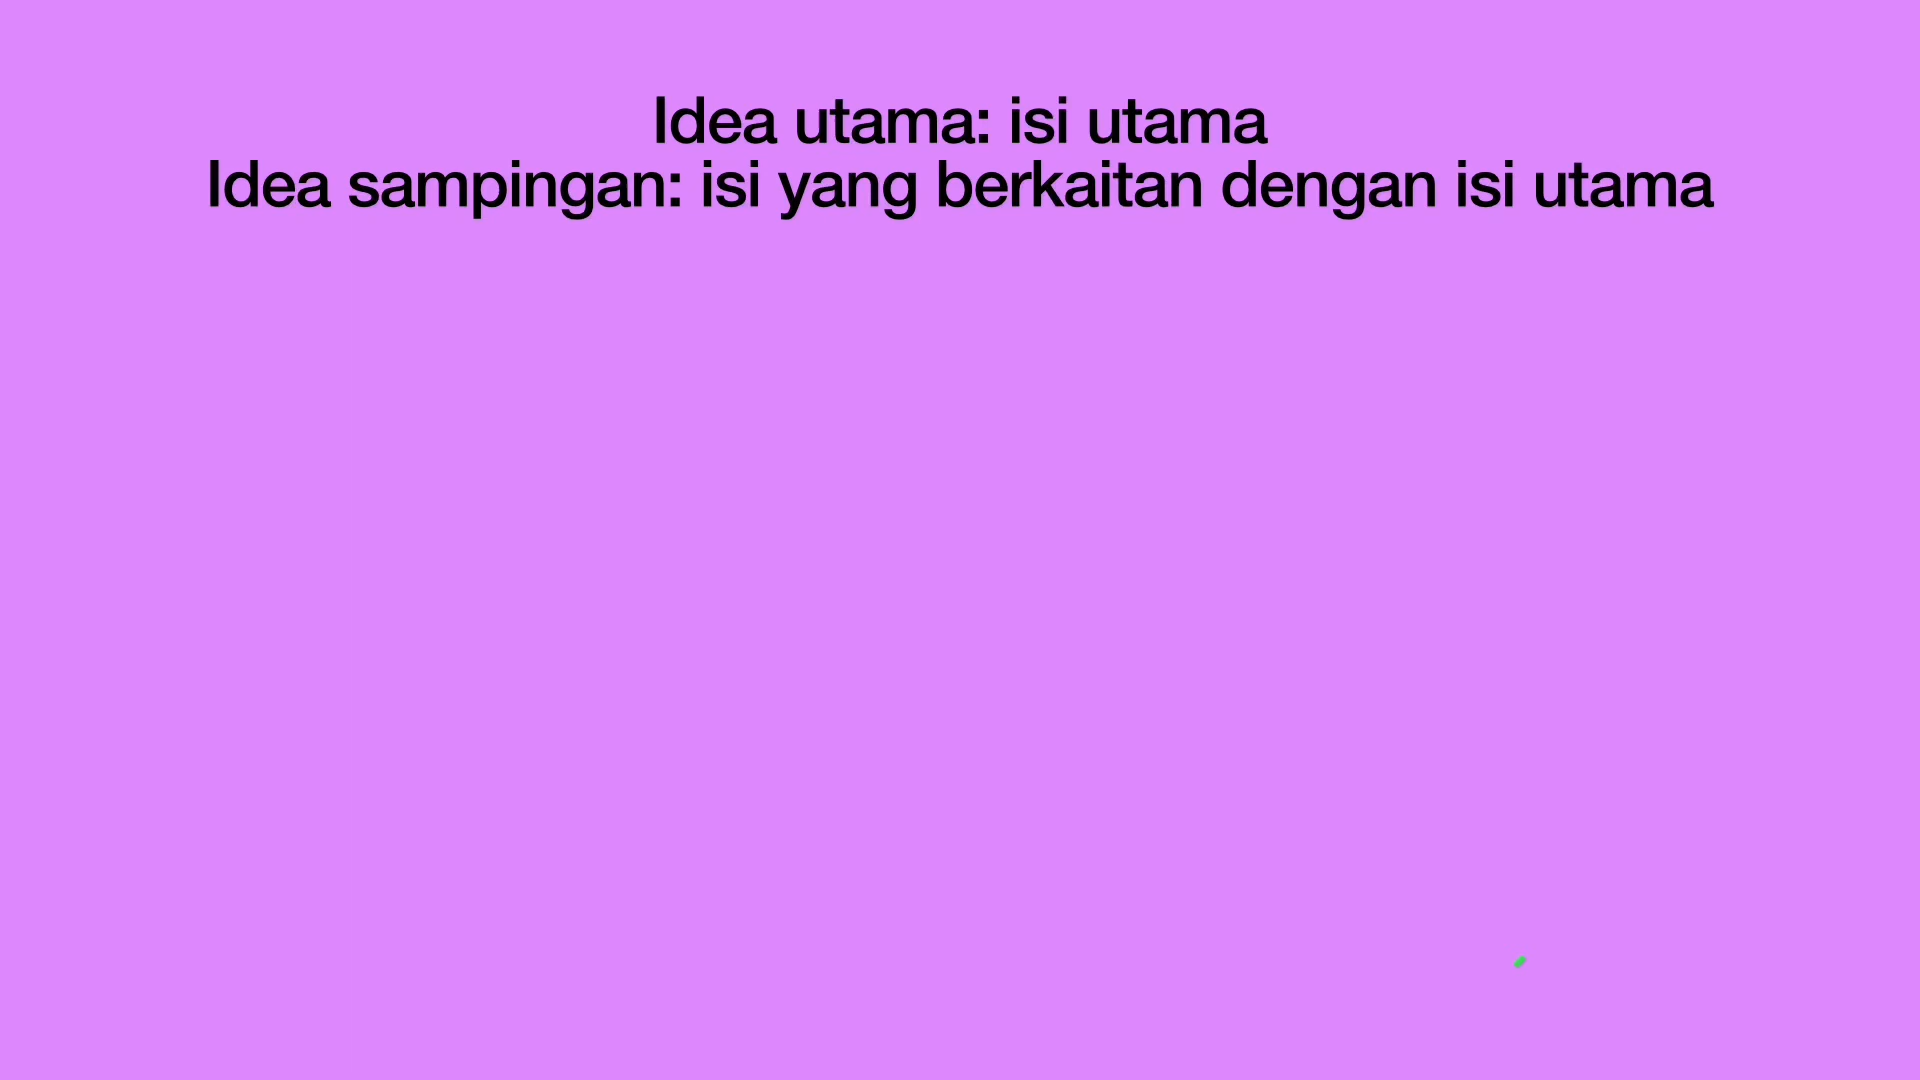 Idea utama: isi utama
Idea sampingan: isi yang berkaitan dengan isi utama